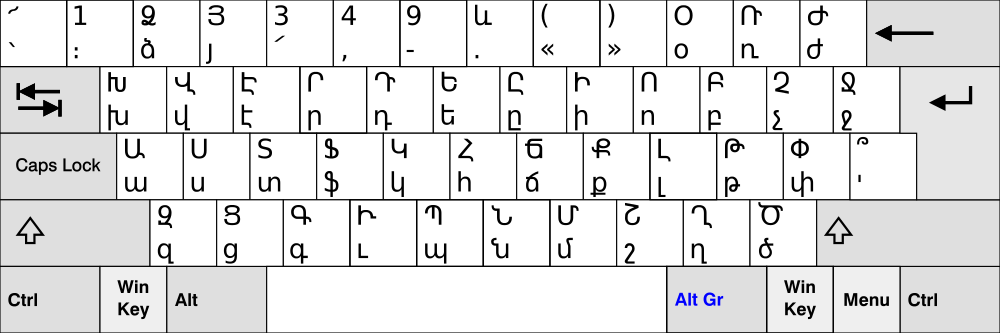 ՜ 1 Ձ Յ 3 4 9 և ( ) Օ Ռ Ժ
՝ : ձ յ ՛ , - . « » օ ռ ժ
Խ Վ Է Ր Դ Ե Ը Ի Ո Բ Չ Ջ
խ վ է ր դ ե ը ի ո բ չ ջ
Caps Lock
Ա Ս Տ Ֆ Կ Հ Ճ Ք Լ Թ Փ ՞
ա ս տ ֆ կ հ ճ ք լ թ փ '
Զ Ց Գ Ւ Պ Ն Մ Շ Ղ Ծ
զ ց գ ւ պ ն մ շ ղ ծ
Ctrl
Win
Key
Alt
Alt Gr
Win
Key
Menu
Ctrl